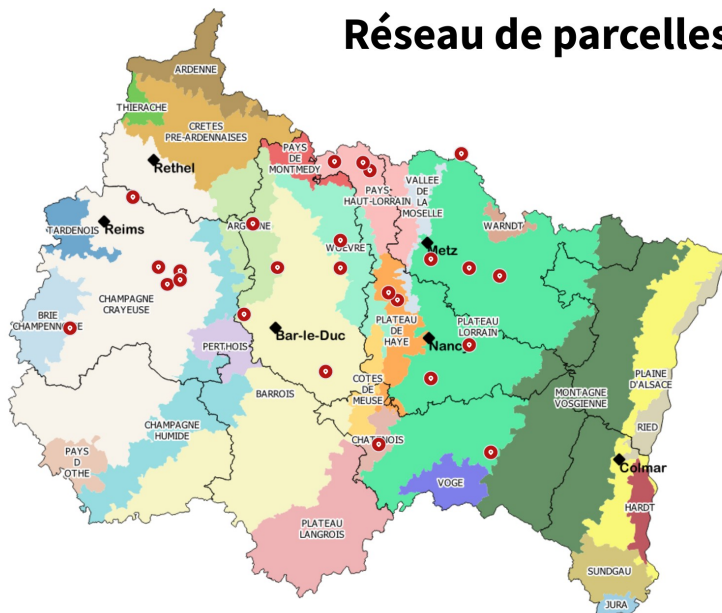 Réseau de parcelles
ARDENNE
THIERACHE
CRETES
PRE-ARDENNAISES
PAYS
DE
MONTMEDY
Rethel
PAYS
HAUT-LORRAIN
VALLEE
DE
LA
MOSELLE
WARNDT
TARDENOIS
Reims
ARGONNE
WOEVRE
Metz
CHAMPAGNE
CRAYEUSE
BRIE
CHAMPENNOISE
PERTHOIS
Bar-le-Duc
PLATEAU
DE
HAYE
Nancy
PLATEAU
LORRAIN
BARROIS
COTES
DE
MEUSE
MONTAGNE
VOSGIENNE
PLAINE
D'ALSACE
RIED
CHAMPAGNE
HUMIDE
CHATENOIS
PAYS
D
OTHE
VOGE
Colmar
HARDT
PLATEAU
LANGROIS
SUNDGAU
JURA